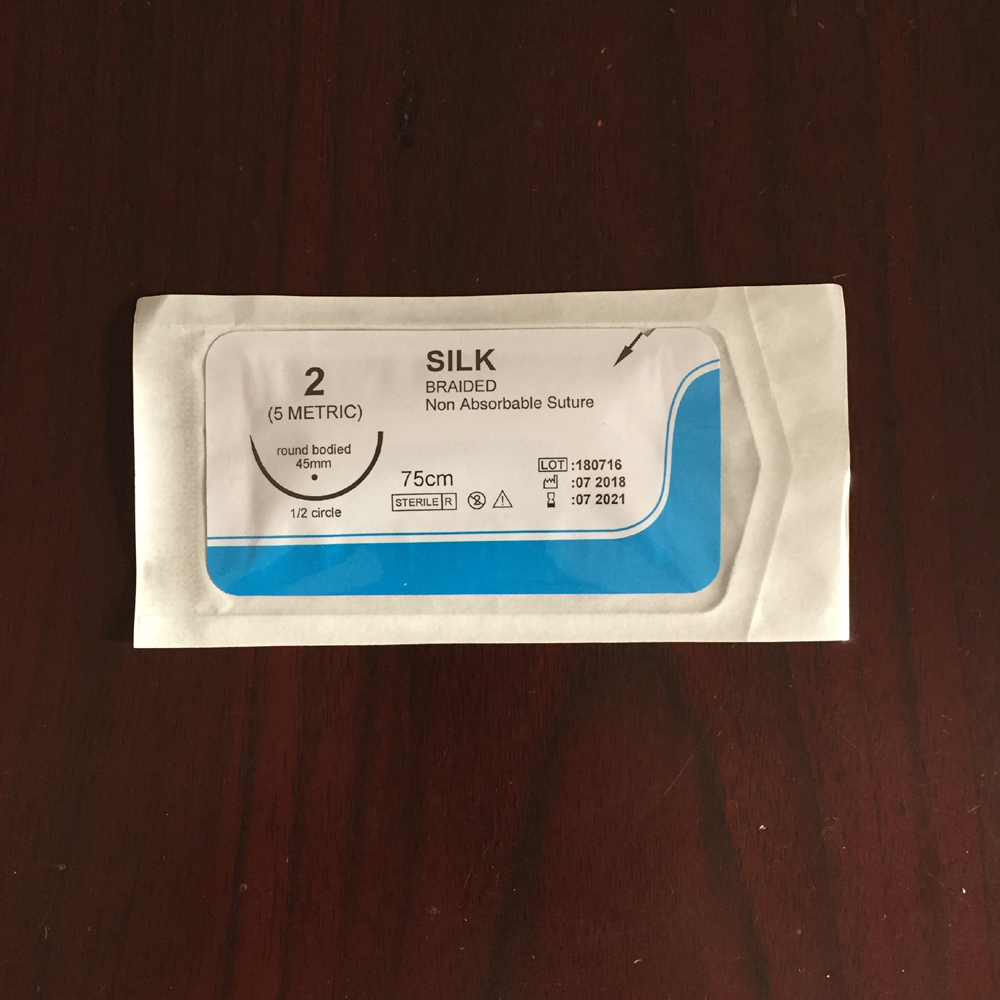 2
(5 METRIC)
round bodied
45mm
1/2 circle
SILK
BRAIDED
Non Absorbable Suture
75cm
STERILE R
2
LOT :180716
:07 2018
:07 2021